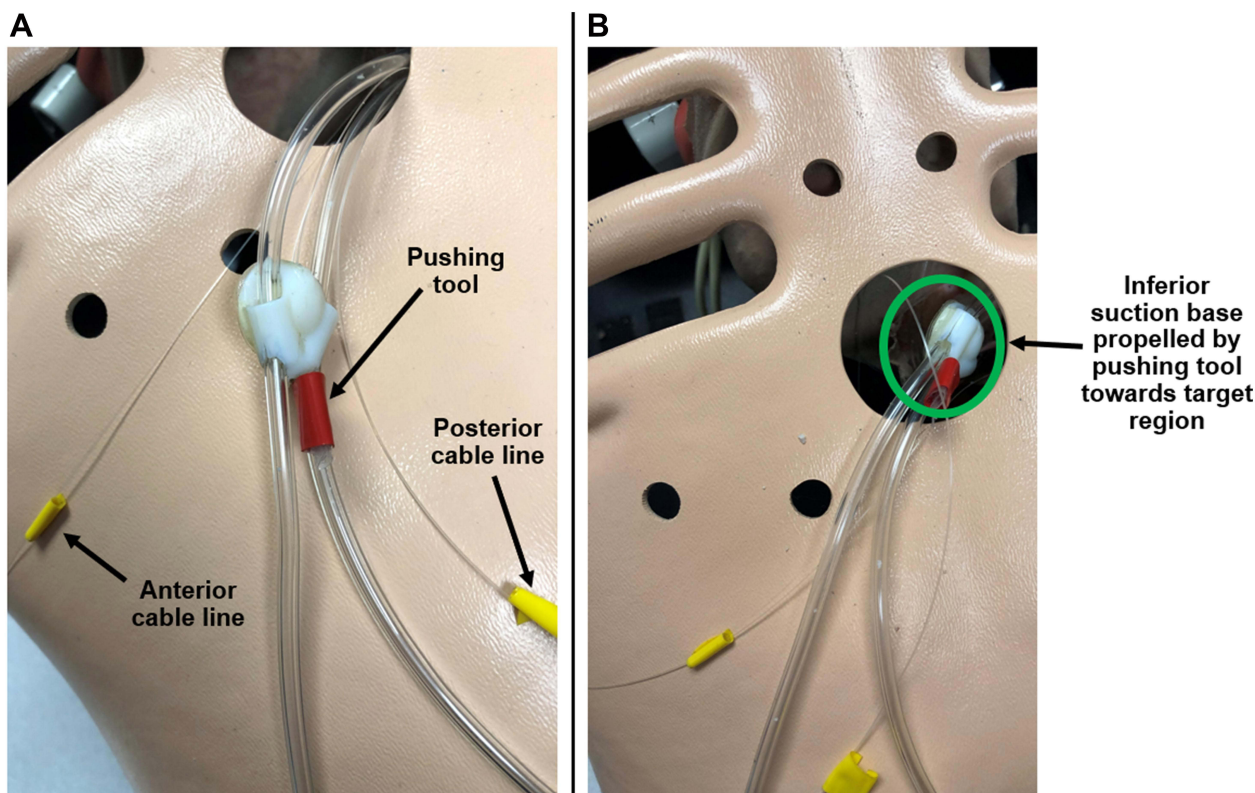 A
B
Pushing
tool
Posterior
cable line
Anterior
cable line
Inferior
suction base
propelled by
pushing tool
towards target
region